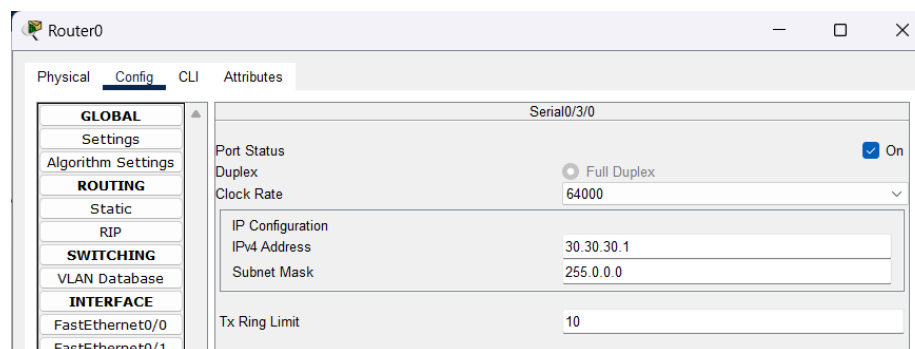 Router0
Physical Config CLI Attributes
GLOBAL
Settings
Algorithm Settings
ROUTING
Static
RIP
SWITCHING
VLAN Database
INTERFACE
FastEthernet0/0
FastEthernet0/1
Serial0/3/0
Port Status On
Duplex Full Duplex
Clock Rate 64000
IP Configuration
IPv4 Address 30.30.30.1
Subnet Mask 255.0.0.0
Tx Ring Limit 10